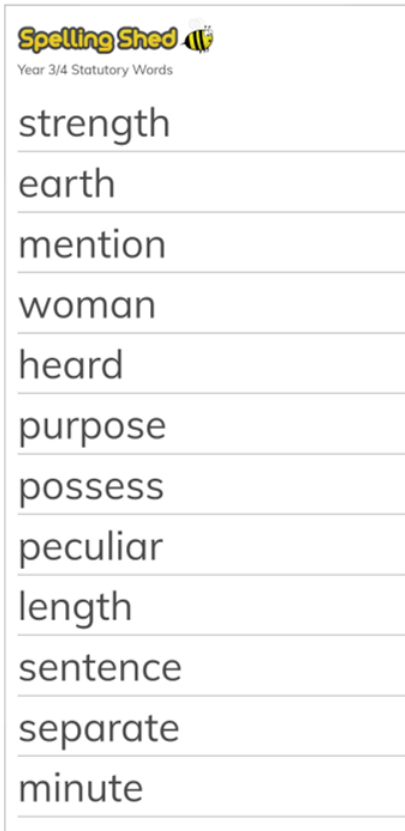 Spelling Shed
Year 3/4 Statutory Words
strength
earth
mention
woman
heard
purpose
possess
peculiar
length
sentence
separate
minute